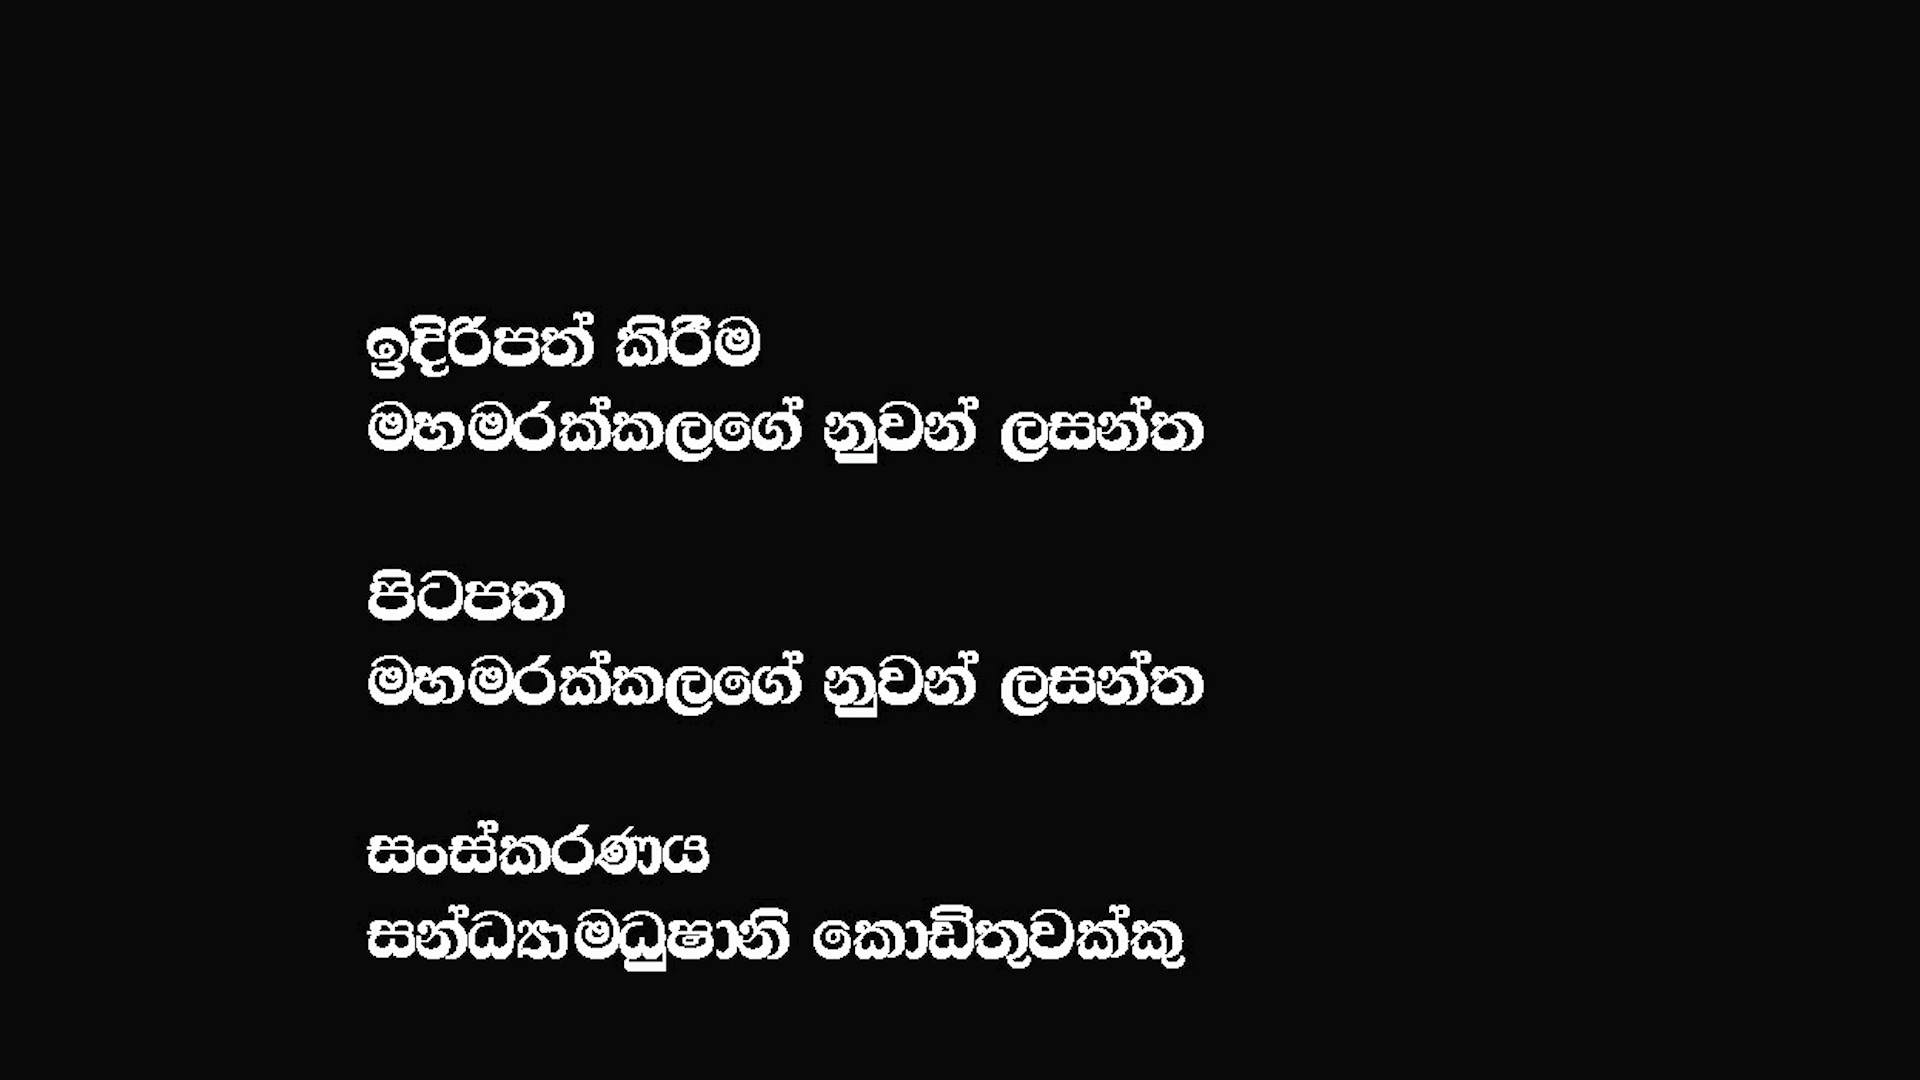 ඉදිරිපත් කිරීම
මහමරක්කලගේ නුවන් ලසන්ත
පිටපත
මහමරක්කලගේ නුවන් ලසන්ත
සංස්කරණය
සන්ධ්‍යාමධුෂානි කොඩිතුවක්කු